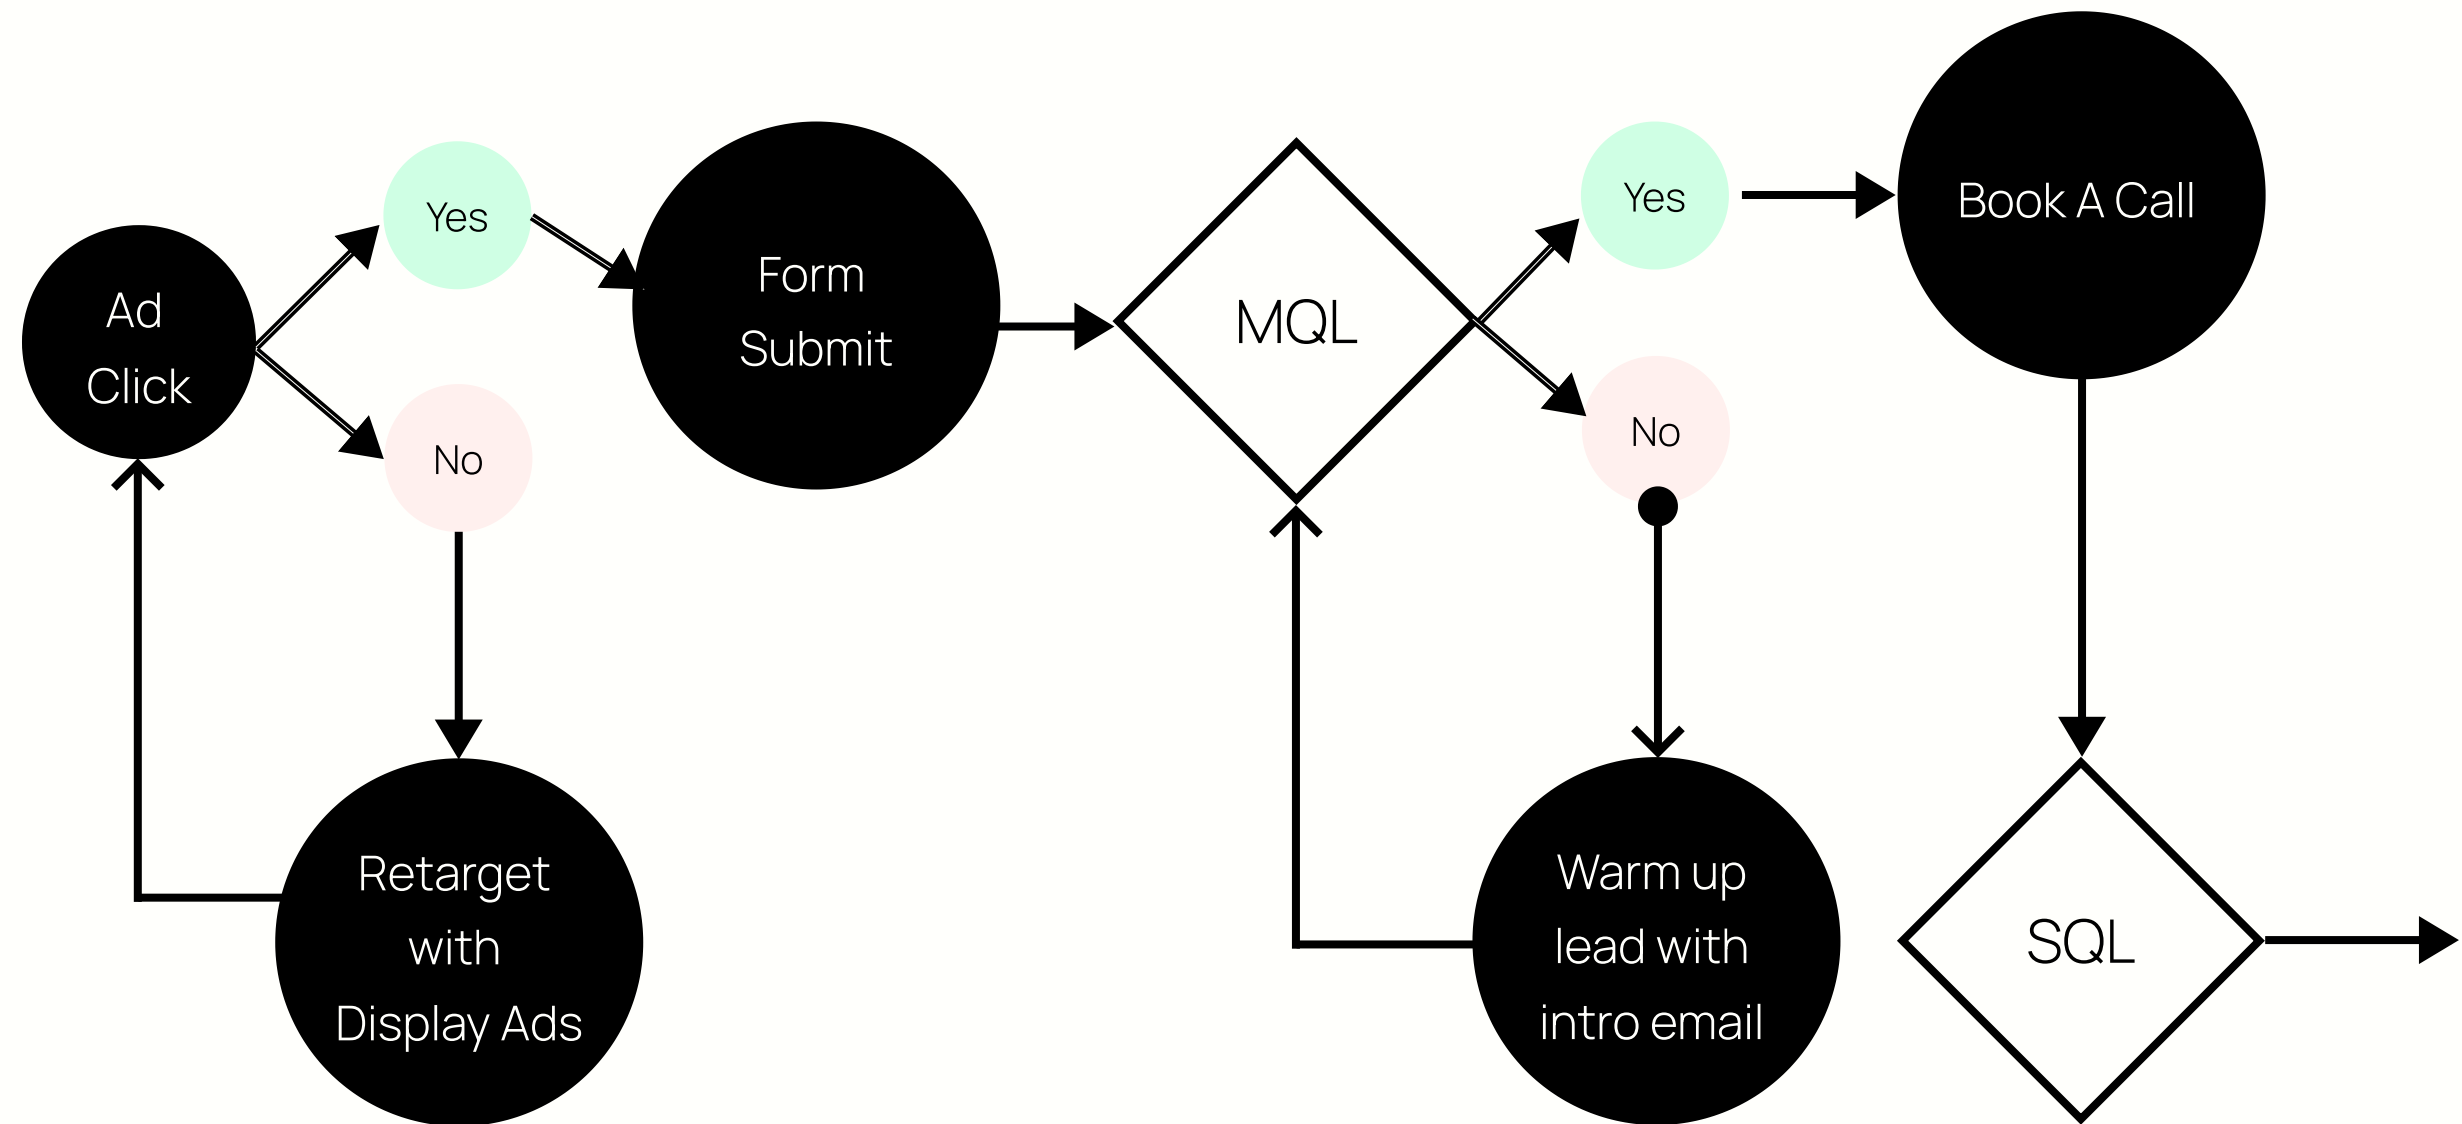 Ad
Click
Yes
No
Retarget
with
Display Ads
Form
Submit
MQL
Yes
No
Warm up
lead with
intro email
Book A Call
SQL